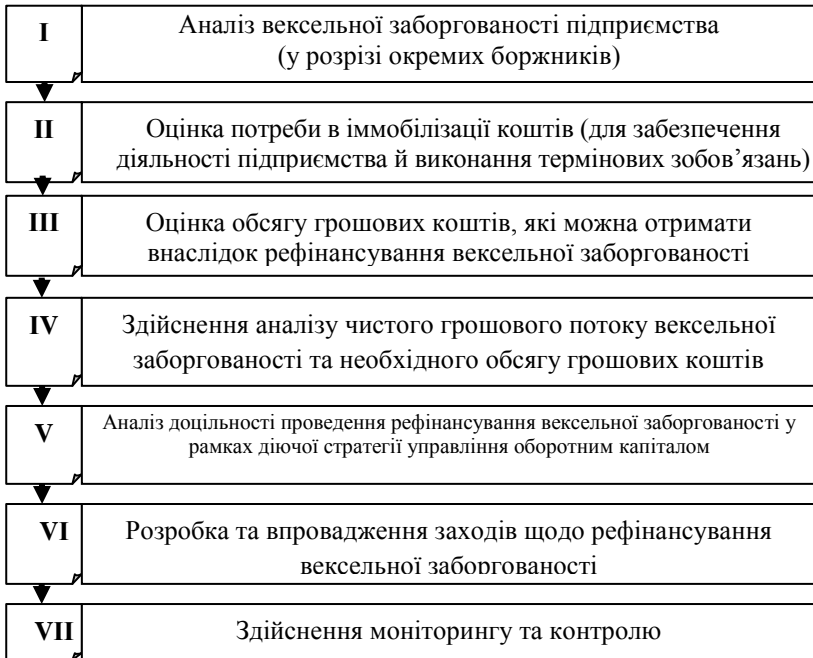 I
Аналіз вексельної заборгованості підприємства
(у розрізі окремих боржників)
II
Оцінка потреби в іммобілізації коштів (для забезпечення
діяльності підприємства й виконання термінових зобов’язань)
III
Оцінка обсягу грошових коштів, які можна отримати
внаслідок рефінансування вексельної заборгованості
IV
Здійснення аналізу чистого грошового потоку вексельної
заборгованості та необхідного обсягу грошових коштів
V
Аналіз доцільності проведення рефінансування вексельної заборгованості у
рамках діючої стратегії управління оборотним капіталом
VI
Розробка та впровадження заходів щодо рефінансування
вексельної заборгованості
VII
Здійснення моніторингу та контролю